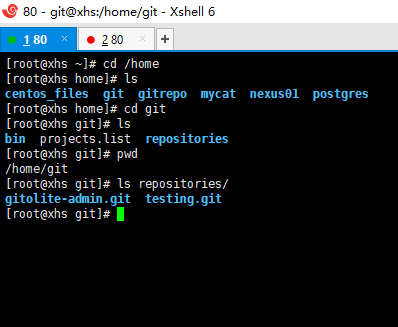 80 - git@xhs:/home/git - Xshell 6
1 80 × 2 80 × +
[root@xhs ~]# cd /home
[root@xhs home]# ls
centos_files git gitrepo mycat nexus01 postgres
[root@xhs home]# cd git
[root@xhs git]# ls
bin projects.list repositories
[root@xhs git]# pwd
/home/git
[root@xhs git]# ls repositories/
gitolite-admin.git testing.git
[root@xhs git]#